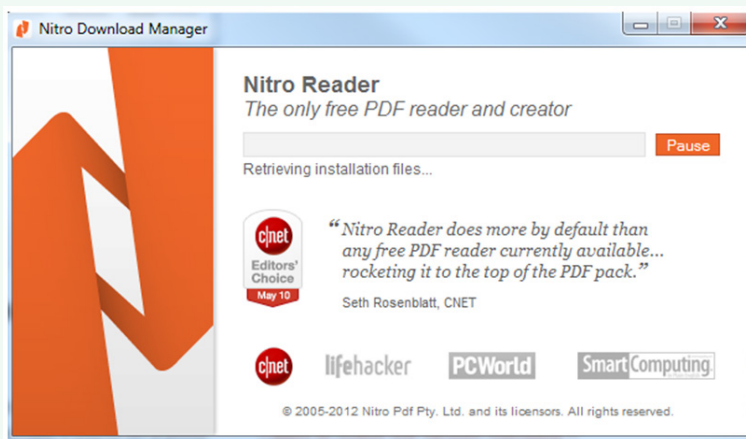 Nitro Download Manager
Nitro Reader
The only free PDF reader and creator
Pause
Retrieving installation files...
c|net
Editors'
Choice
May 10
“Nitro Reader does more by default than
any free PDF reader currently available...
rocketing it to the top of the PDF pack.”
Seth Rosenblatt, CNET
c|net lifehacker PCWorld SmartComputing.
© 2005-2012 Nitro Pdf Pty. Ltd. and its licensors. All rights reserved.